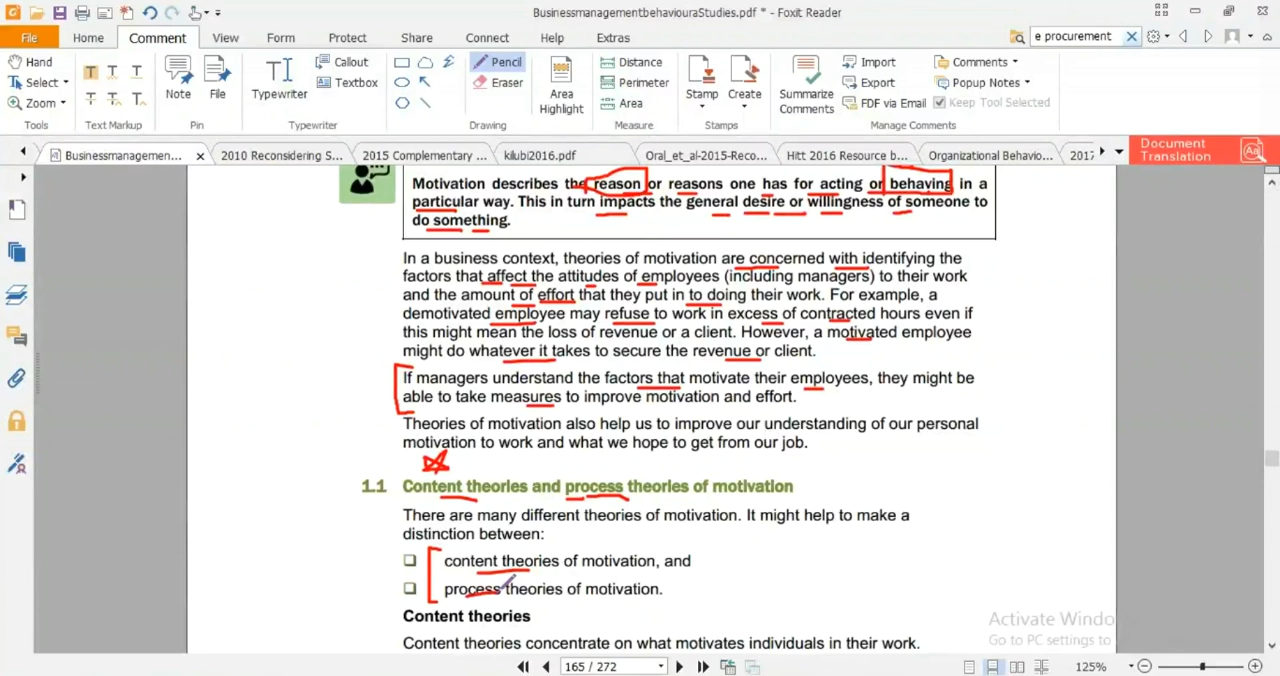 BusinessmanagementbehaviouraStudies.pdf * - Foxit Reader
File Home Comment View Form Protect Share Connect Help Extras
e procurement
Hand
Select
Zoom
Tools
Text Markup
Note
File
Pin
Typewriter
Callout
Textbox
Typewriter
Pencil
Eraser
Area
Highlight
Drawing
Distance
Perimeter
Area
Measure
Stamp
Create
Stamps
Summarize
Comments
Import
Export
FDF via Email
Comments
Popup Notes
Keep Tool Selected
Manage Comments
Businessmanagemen...
2010 Reconsidering S...
2015 Complementary ...
kilubi2016.pdf
Oral_et_al-2015-Reco...
Hitt 2016 Resource b...
Organizational Behavio...
2017
Document
Translation
Motivation describes the reason or reasons one has for acting or behaving in a
particular way. This in turn impacts the general desire or willingness of someone to
do something.
In a business context, theories of motivation are concerned with identifying the
factors that affect the attitudes of employees (including managers) to their work
and the amount of effort that they put in to doing their work. For example, a
demotivated employee may refuse to work in excess of contracted hours even if
this might mean the loss of revenue or a client. However, a motivated employee
might do whatever it takes to secure the revenue or client.
If managers understand the factors that motivate their employees, they might be
able to take measures to improve motivation and effort.
Theories of motivation also help us to improve our understanding of our personal
motivation to work and what we hope to get from our job.
1.1 Content theories and process theories of motivation
There are many different theories of motivation. It might help to make a
distinction between:
content theories of motivation, and
process theories of motivation.
Content theories
Content theories concentrate on what motivates individuals in their work.
Activate Windo
Go to PC settings to
165 / 272
125%